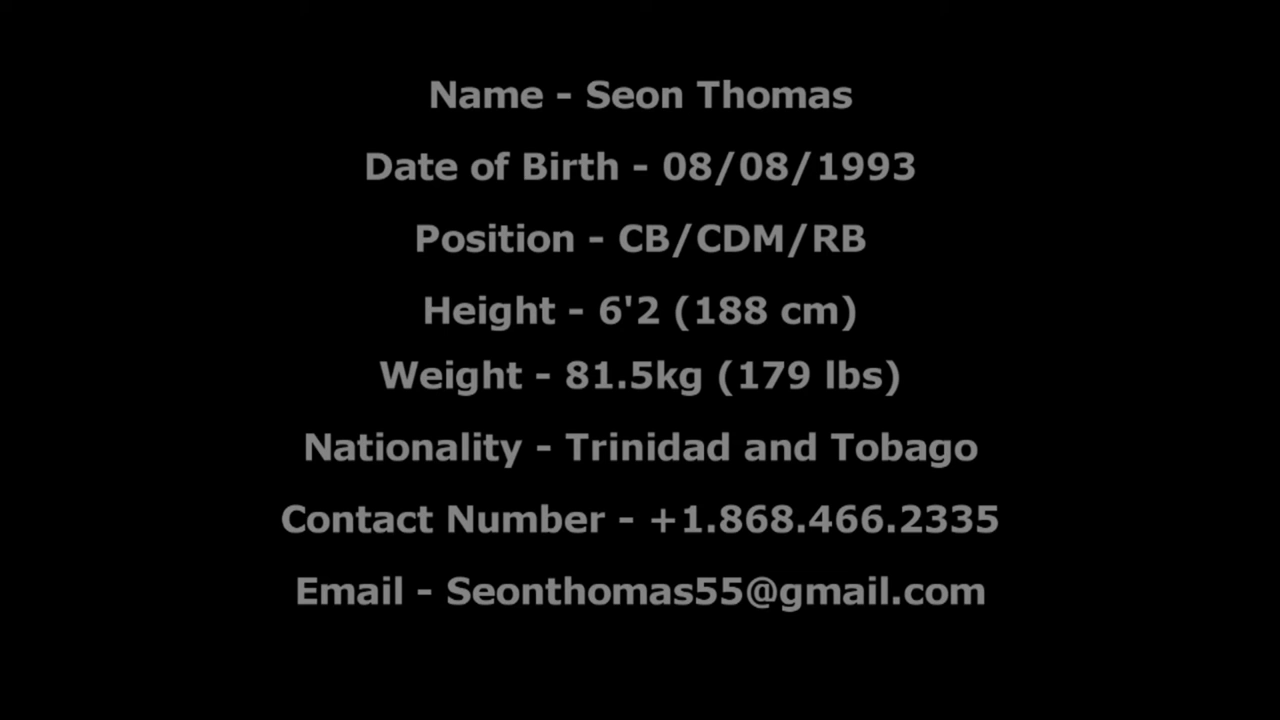 Name - Seon Thomas
Date of Birth - 08/08/1993
Position - CB/CDM/RB
Height - 6'2 (188 cm)
Weight - 81.5kg (179 lbs)
Nationality - Trinidad and Tobago
Contact Number - +1.868.466.2335
Email - Seonthomas55@gmail.com